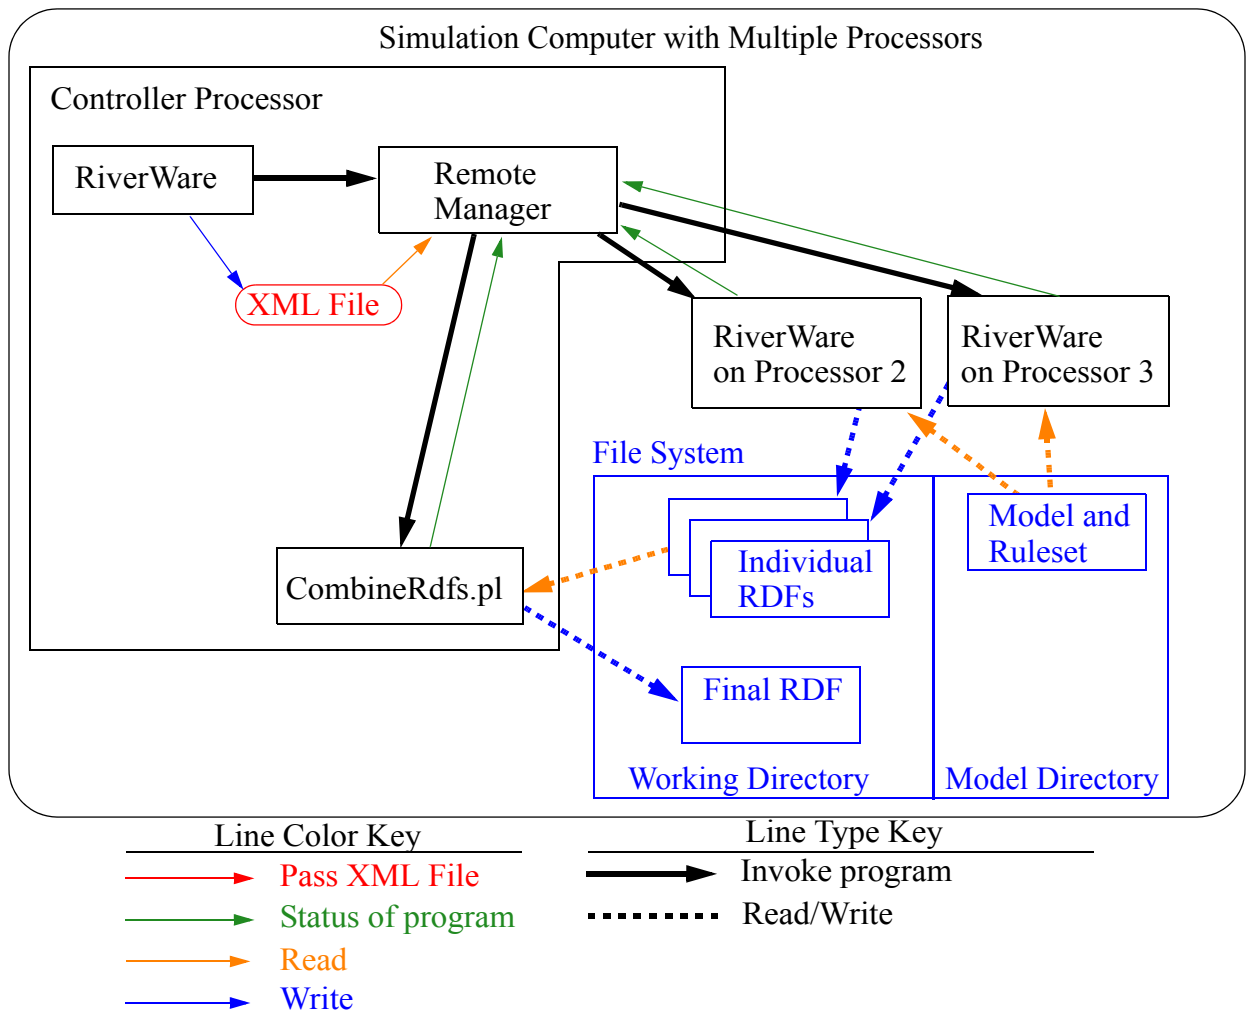 Simulation Computer with Multiple Processors
Controller Processor
RiverWare
Remote
Manager
XML File
RiverWare
on Processor 2
RiverWare
on Processor 3
File System
Model and
Ruleset
Individual
RDFs
CombineRdfs.pl
Final RDF
Working Directory
Model Directory
Line Color Key
Pass XML File
Status of program
Read
Write
Line Type Key
Invoke program
Read/Write